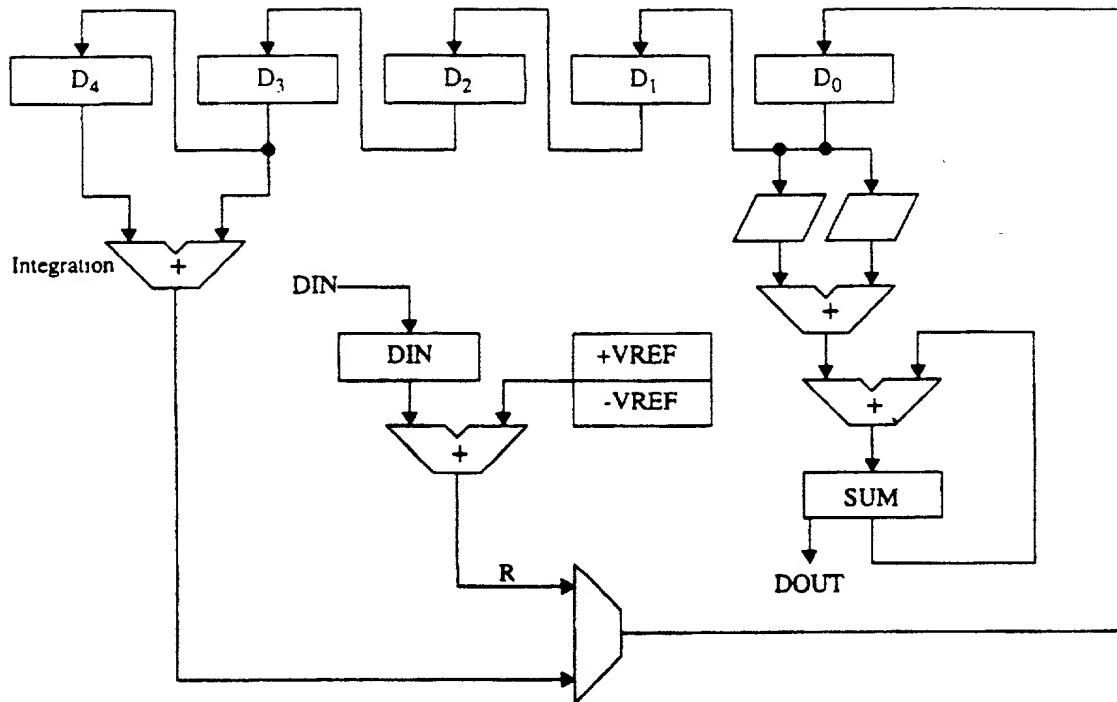 D4 D3 D2 D1 D0
Integration
+
DIN
DIN
+VREF
-VREF
+
+
+
SUM
DOUT
R